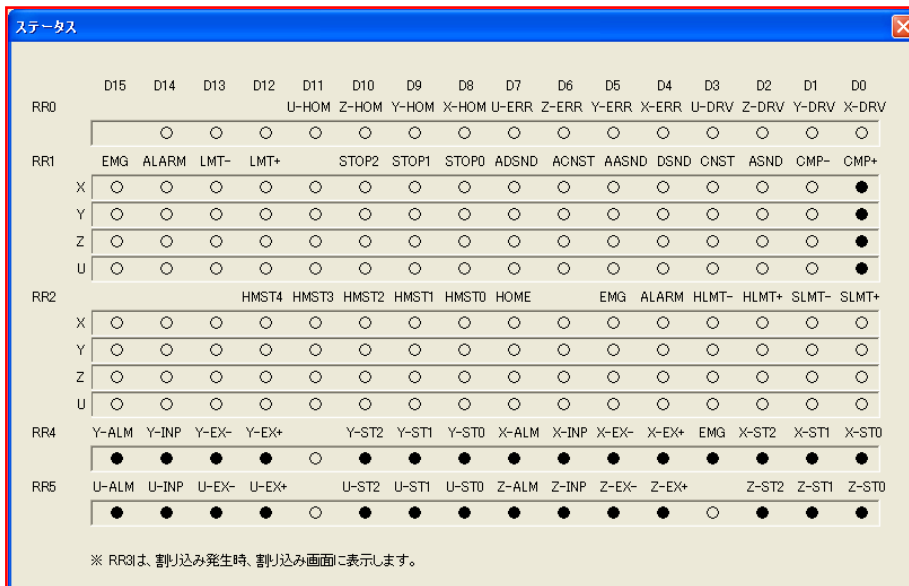 ステータス
D15 D14 D13 D12 D11 D10 D9 D8 D7 D6 D5 D4 D3 D2 D1 D0
RR0 U-HOM Z-HOM Y-HOM X-HOM U-ERR Z-ERR Y-ERR X-ERR U-DRV Z-DRV Y-DRV X-DRV
RR1 EMG ALARM LMT- LMT+ STOP2 STOP1 STOP0 ADSND ACNST AASND DSND CNST ASND CMP- CMP+
X
Y
Z
U
RR2 HMST4 HMST3 HMST2 HMST1 HMST0 HOME EMG ALARM HLMT- HLMT+ SLMT- SLMT+
X
Y
Z
U
RR4 Y-ALM Y-INP Y-EX- Y-EX+ Y-ST2 Y-ST1 Y-ST0 X-ALM X-INP X-EX- X-EX+ EMG X-ST2 X-ST1 X-ST0
RR5 U-ALM U-INP U-EX- U-EX+ U-ST2 U-ST1 U-ST0 Z-ALM Z-INP Z-EX- Z-EX+ Z-ST2 Z-ST1 Z-ST0
※ RR3は、割り込み発生時、割り込み画面に表示します。